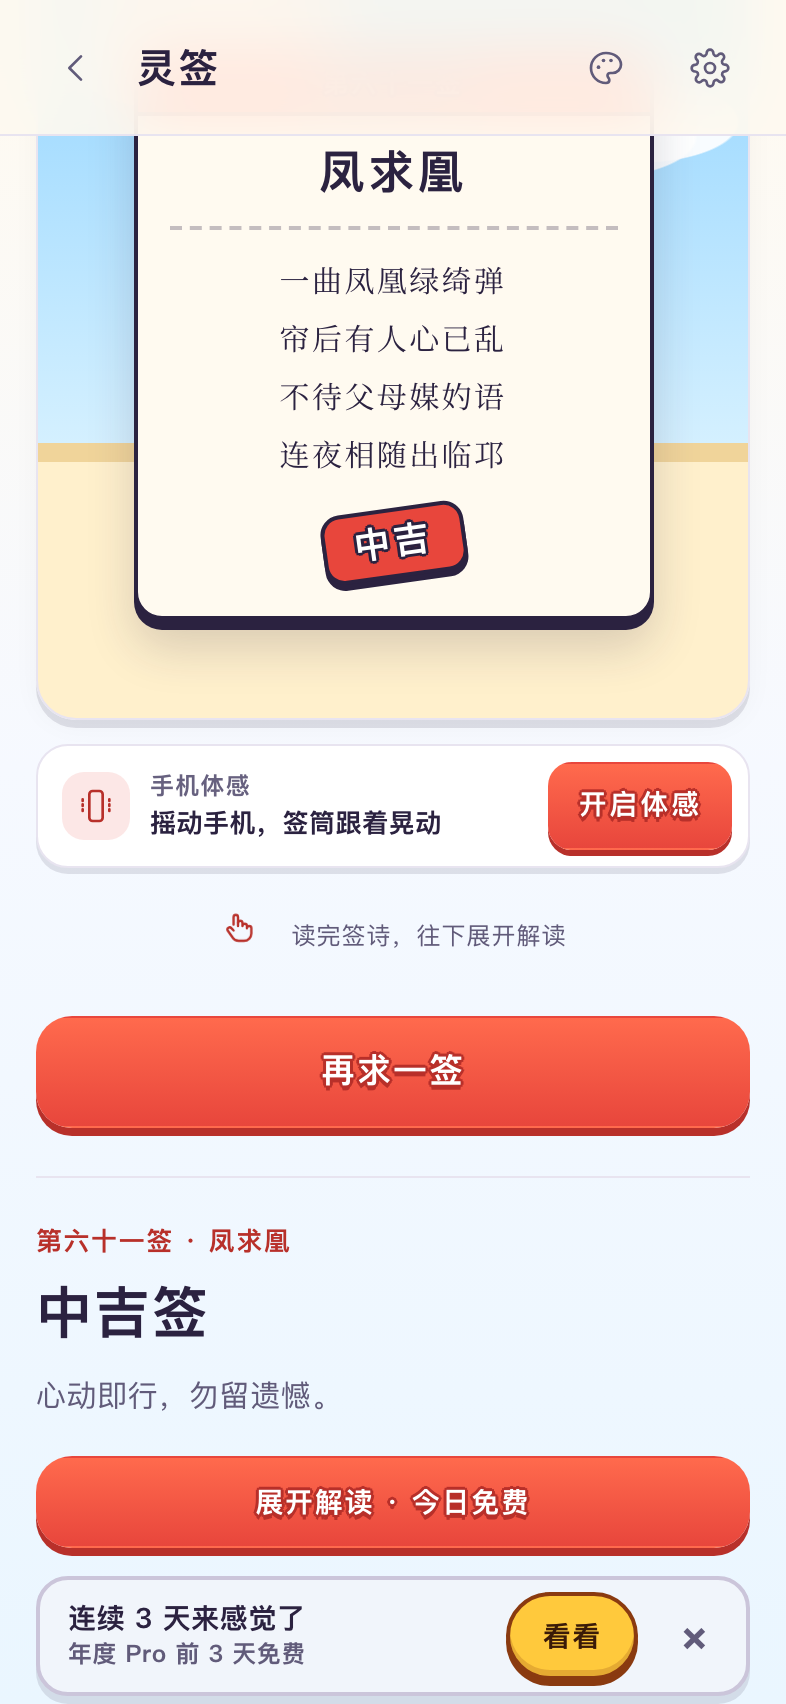 灵签
凤求凰
一曲凤凰绿绮弹
帘后有人心已乱
不待父母媒妁语
连夜相随出临邛
中吉
手机体感
摇动手机，签筒跟着晃动
开启体感
读完签诗，往下展开解读
再求一签
第六十一签 · 凤求凰
中吉签
心动即行，勿留遗憾。
展开解读 · 今日免费
连续 3 天来感觉了
年度 Pro 前 3 天免费
看看